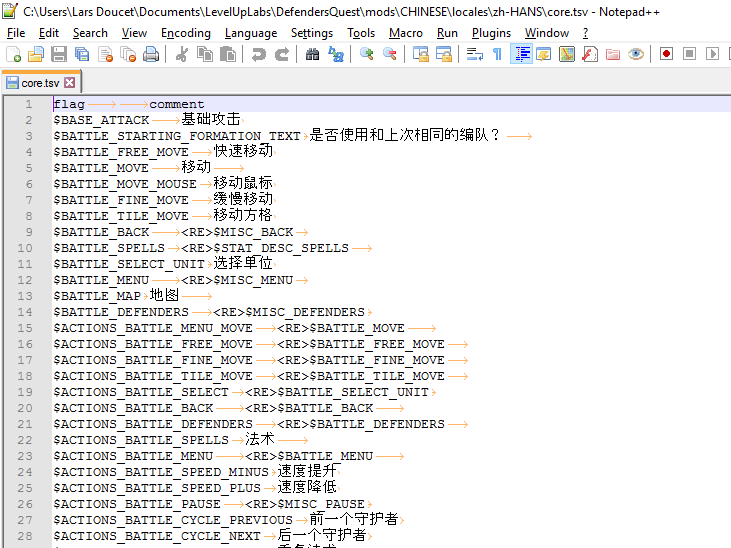 C:\Users\Lars Doucet\Documents\LevelUpLabs\DefendersQuest\mods\CHINESE\locales\zh-HANS\core.tsv - Notepad++
File Edit Search View Encoding Language Settings Tools Macro Run Plugins Window ?
core.tsv
1 flag comment
2 $BASE_ATTACK 基础攻击
3 $BATTLE_STARTING_FORMATION_TEXT 是否使用和上次相同的编队？
4 $BATTLE_FREE_MOVE 快速移动
5 $BATTLE_MOVE 移动
6 $BATTLE_MOVE_MOUSE 移动鼠标
7 $BATTLE_FINE_MOVE 缓慢移动
8 $BATTLE_TILE_MOVE 移动方格
9 $BATTLE_BACK <RE>$MISC_BACK
10 $BATTLE_SPELLS <RE>$STAT_DESC_SPELLS
11 $BATTLE_SELECT_UNIT 选择单位
12 $BATTLE_MENU <RE>$MISC_MENU
13 $BATTLE_MAP 地图
14 $BATTLE_DEFENDERS <RE>$MISC_DEFENDERS
15 $ACTIONS_BATTLE_MENU_MOVE <RE>$BATTLE_MOVE
16 $ACTIONS_BATTLE_FREE_MOVE <RE>$BATTLE_FREE_MOVE
17 $ACTIONS_BATTLE_FINE_MOVE <RE>$BATTLE_FINE_MOVE
18 $ACTIONS_BATTLE_TILE_MOVE <RE>$BATTLE_TILE_MOVE
19 $ACTIONS_BATTLE_SELECT <RE>$BATTLE_SELECT_UNIT
20 $ACTIONS_BATTLE_BACK <RE>$BATTLE_BACK
21 $ACTIONS_BATTLE_DEFENDERS <RE>$BATTLE_DEFENDERS
22 $ACTIONS_BATTLE_SPELLS 法术
23 $ACTIONS_BATTLE_MENU <RE>$BATTLE_MENU
24 $ACTIONS_BATTLE_SPEED_MINUS 速度提升
25 $ACTIONS_BATTLE_SPEED_PLUS 速度降低
26 $ACTIONS_BATTLE_PAUSE <RE>$MISC_PAUSE
27 $ACTIONS_BATTLE_CYCLE_PREVIOUS 前一个守护者
28 $ACTIONS_BATTLE_CYCLE_NEXT 后一个守护者